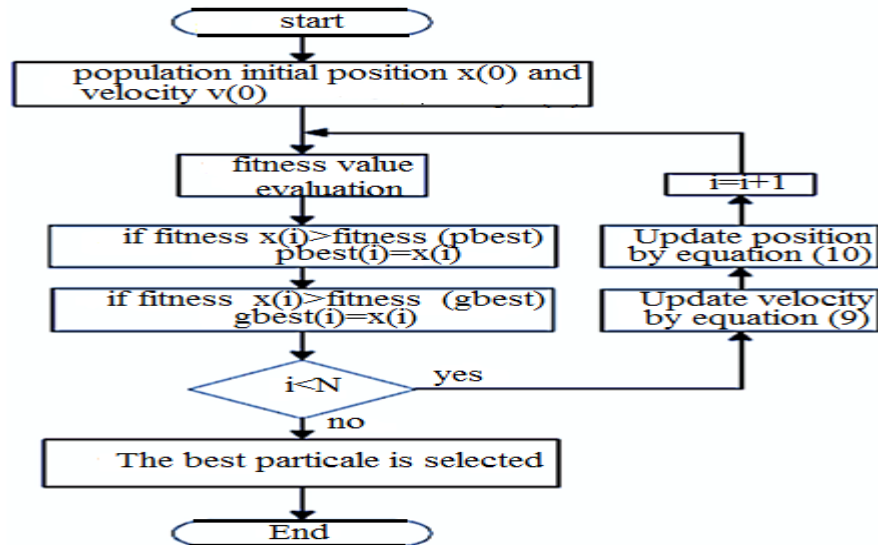 start
population initial position x(0) and
velocity v(0)
fitness value
evaluation
if fitness x(i)>fitness (pbest)
pbest(i)=x(i)
if fitness x(i)>fitness (gbest)
gbest(i)=x(i)
i<N
yes
no
The best particale is selected
End
i=i+1
Update position
by equation (10)
Update velocity
by equation (9)